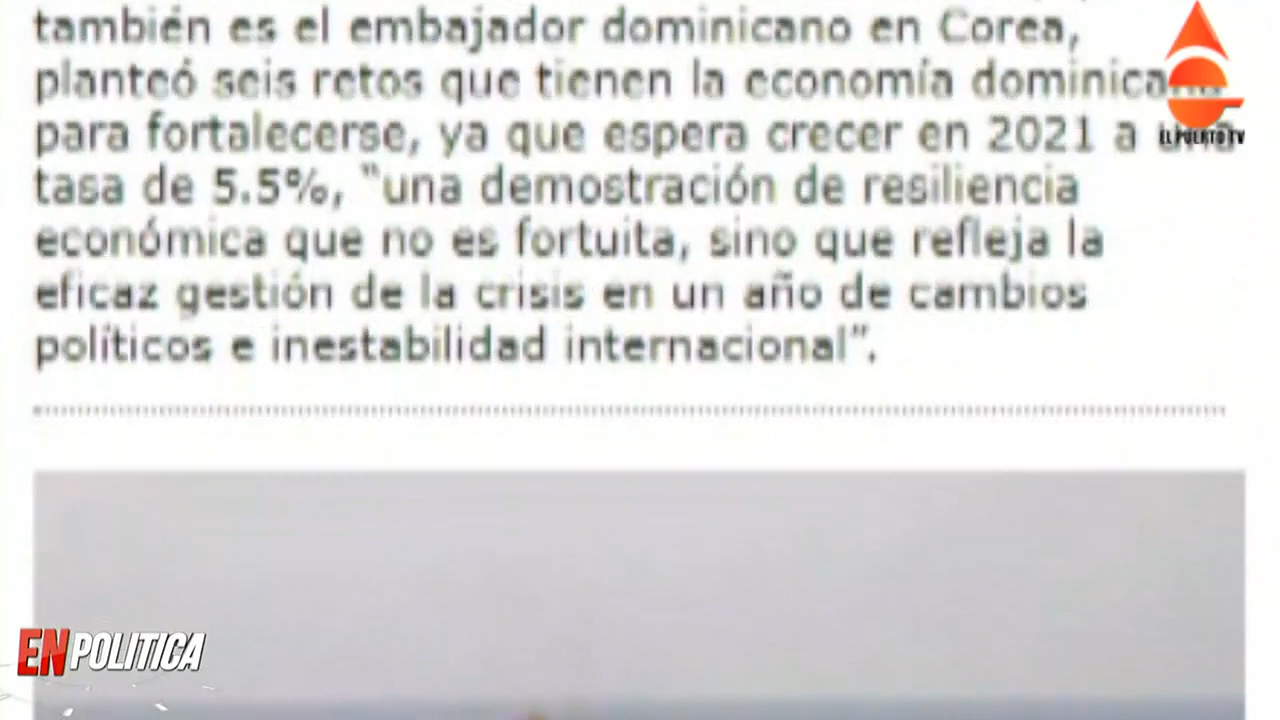 también es el embajador dominicano en Corea,
planteó seis retos que tienen la economía dominicana
para fortalecerse, ya que espera crecer en 2021 a una
tasa de 5.5%, “una demostración de resiliencia
económica que no es fortuita, sino que refleja la
eficaz gestión de la crisis en un año de cambios
políticos e inestabilidad internacional”.
EL PUERTO TV
EN POLITICA